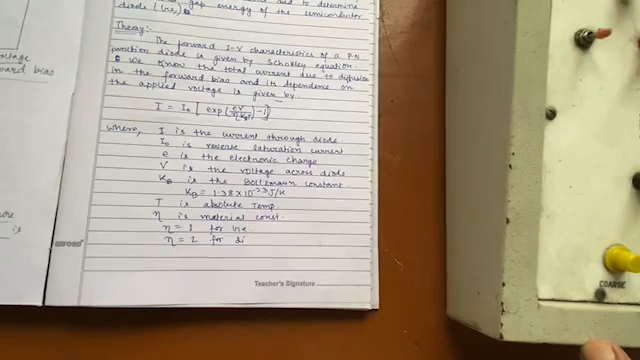 gap energy of the semiconductor
Theory:-
The forward I-V characteristics of a PN
junction diode is given by Schokley equation.
We know the total current due to diffusion
in the forward bias and its dependence on
the applied voltage is given by
I = I₀ [ exp(eV/ηKBT) -1 ]
where, I is the current through diode.
I₀ is reverse saturation current
e is the electronic charge
V is the voltage across diode.
KB is the Boltzmann constant.
KB = 1.38 × 10⁻²³ J/K
T is absolute Temp.
η is material const.
η = 1 for Ge
η = 2 for di
Teacher's Signature
COARSE